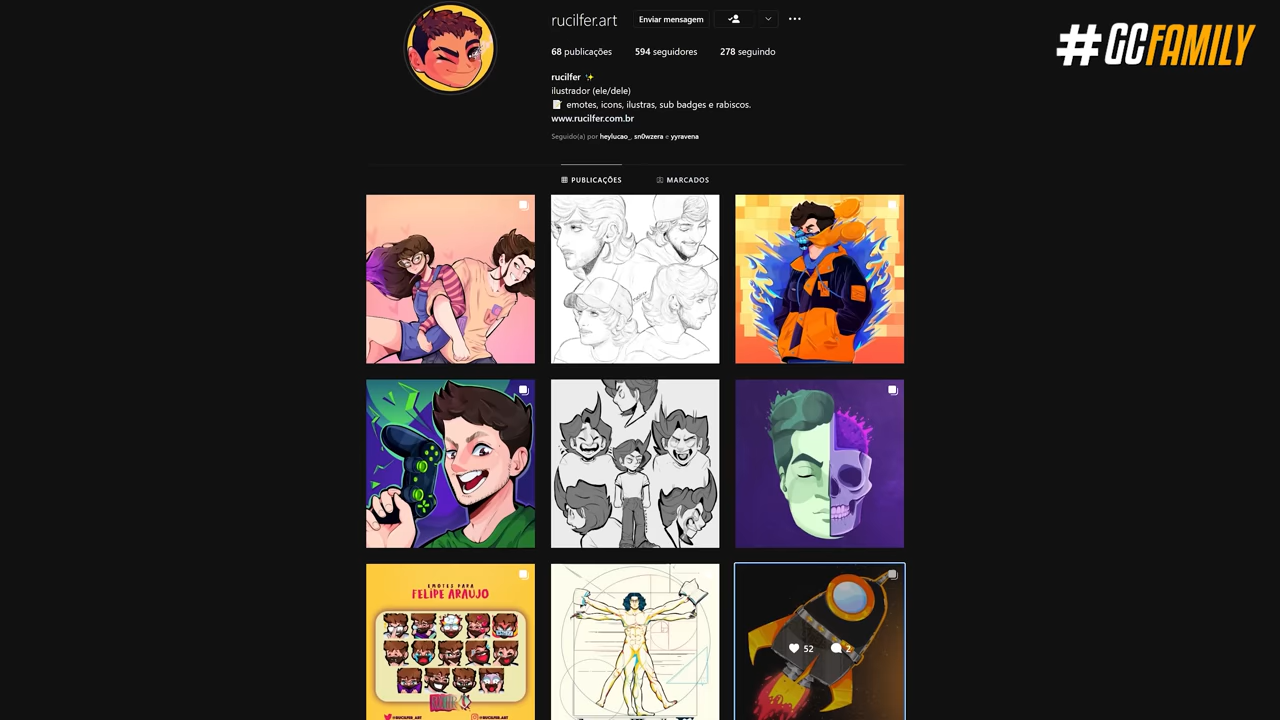 rucilfer.art Enviar mensagem
#GCFAMILY
68 publicações 594 seguidores 278 seguindo
rucilfer ✨
ilustrador (ele/dele)
📝 emotes, icons, ilustras, sub badges e rabiscos.
www.rucilfer.com.br
Seguido(a) por heylucao_, sn0wzera e yyravena
PUBLICAÇÕES MARCADOS
EMOTES PARA
FELIPE ARAUJO
@RUCILFER_ART @RUCILFER_ART
52 2